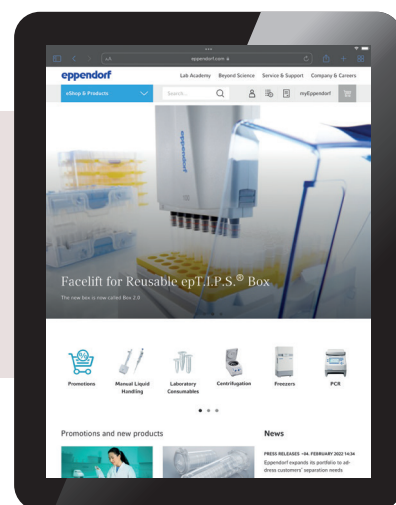 AA
eppendorf.com
eppendorf
Lab Academy
Beyond Science
Service & Support
Company & Careers
eShop & Products
Search...
myEppendorf
eppendorf
Facelift for Reusable epT.I.P.S.® Box
The new box is now called Box 2.0
Promotions
Manual Liquid
Handling
Laboratory
Consumables
Centrifugation
Freezers
PCR
Promotions and new products
News
PRESS RELEASES •04. FEBRUARY 2022 14:34
Eppendorf expands its portfolio to ad-
dress customers' separation needs